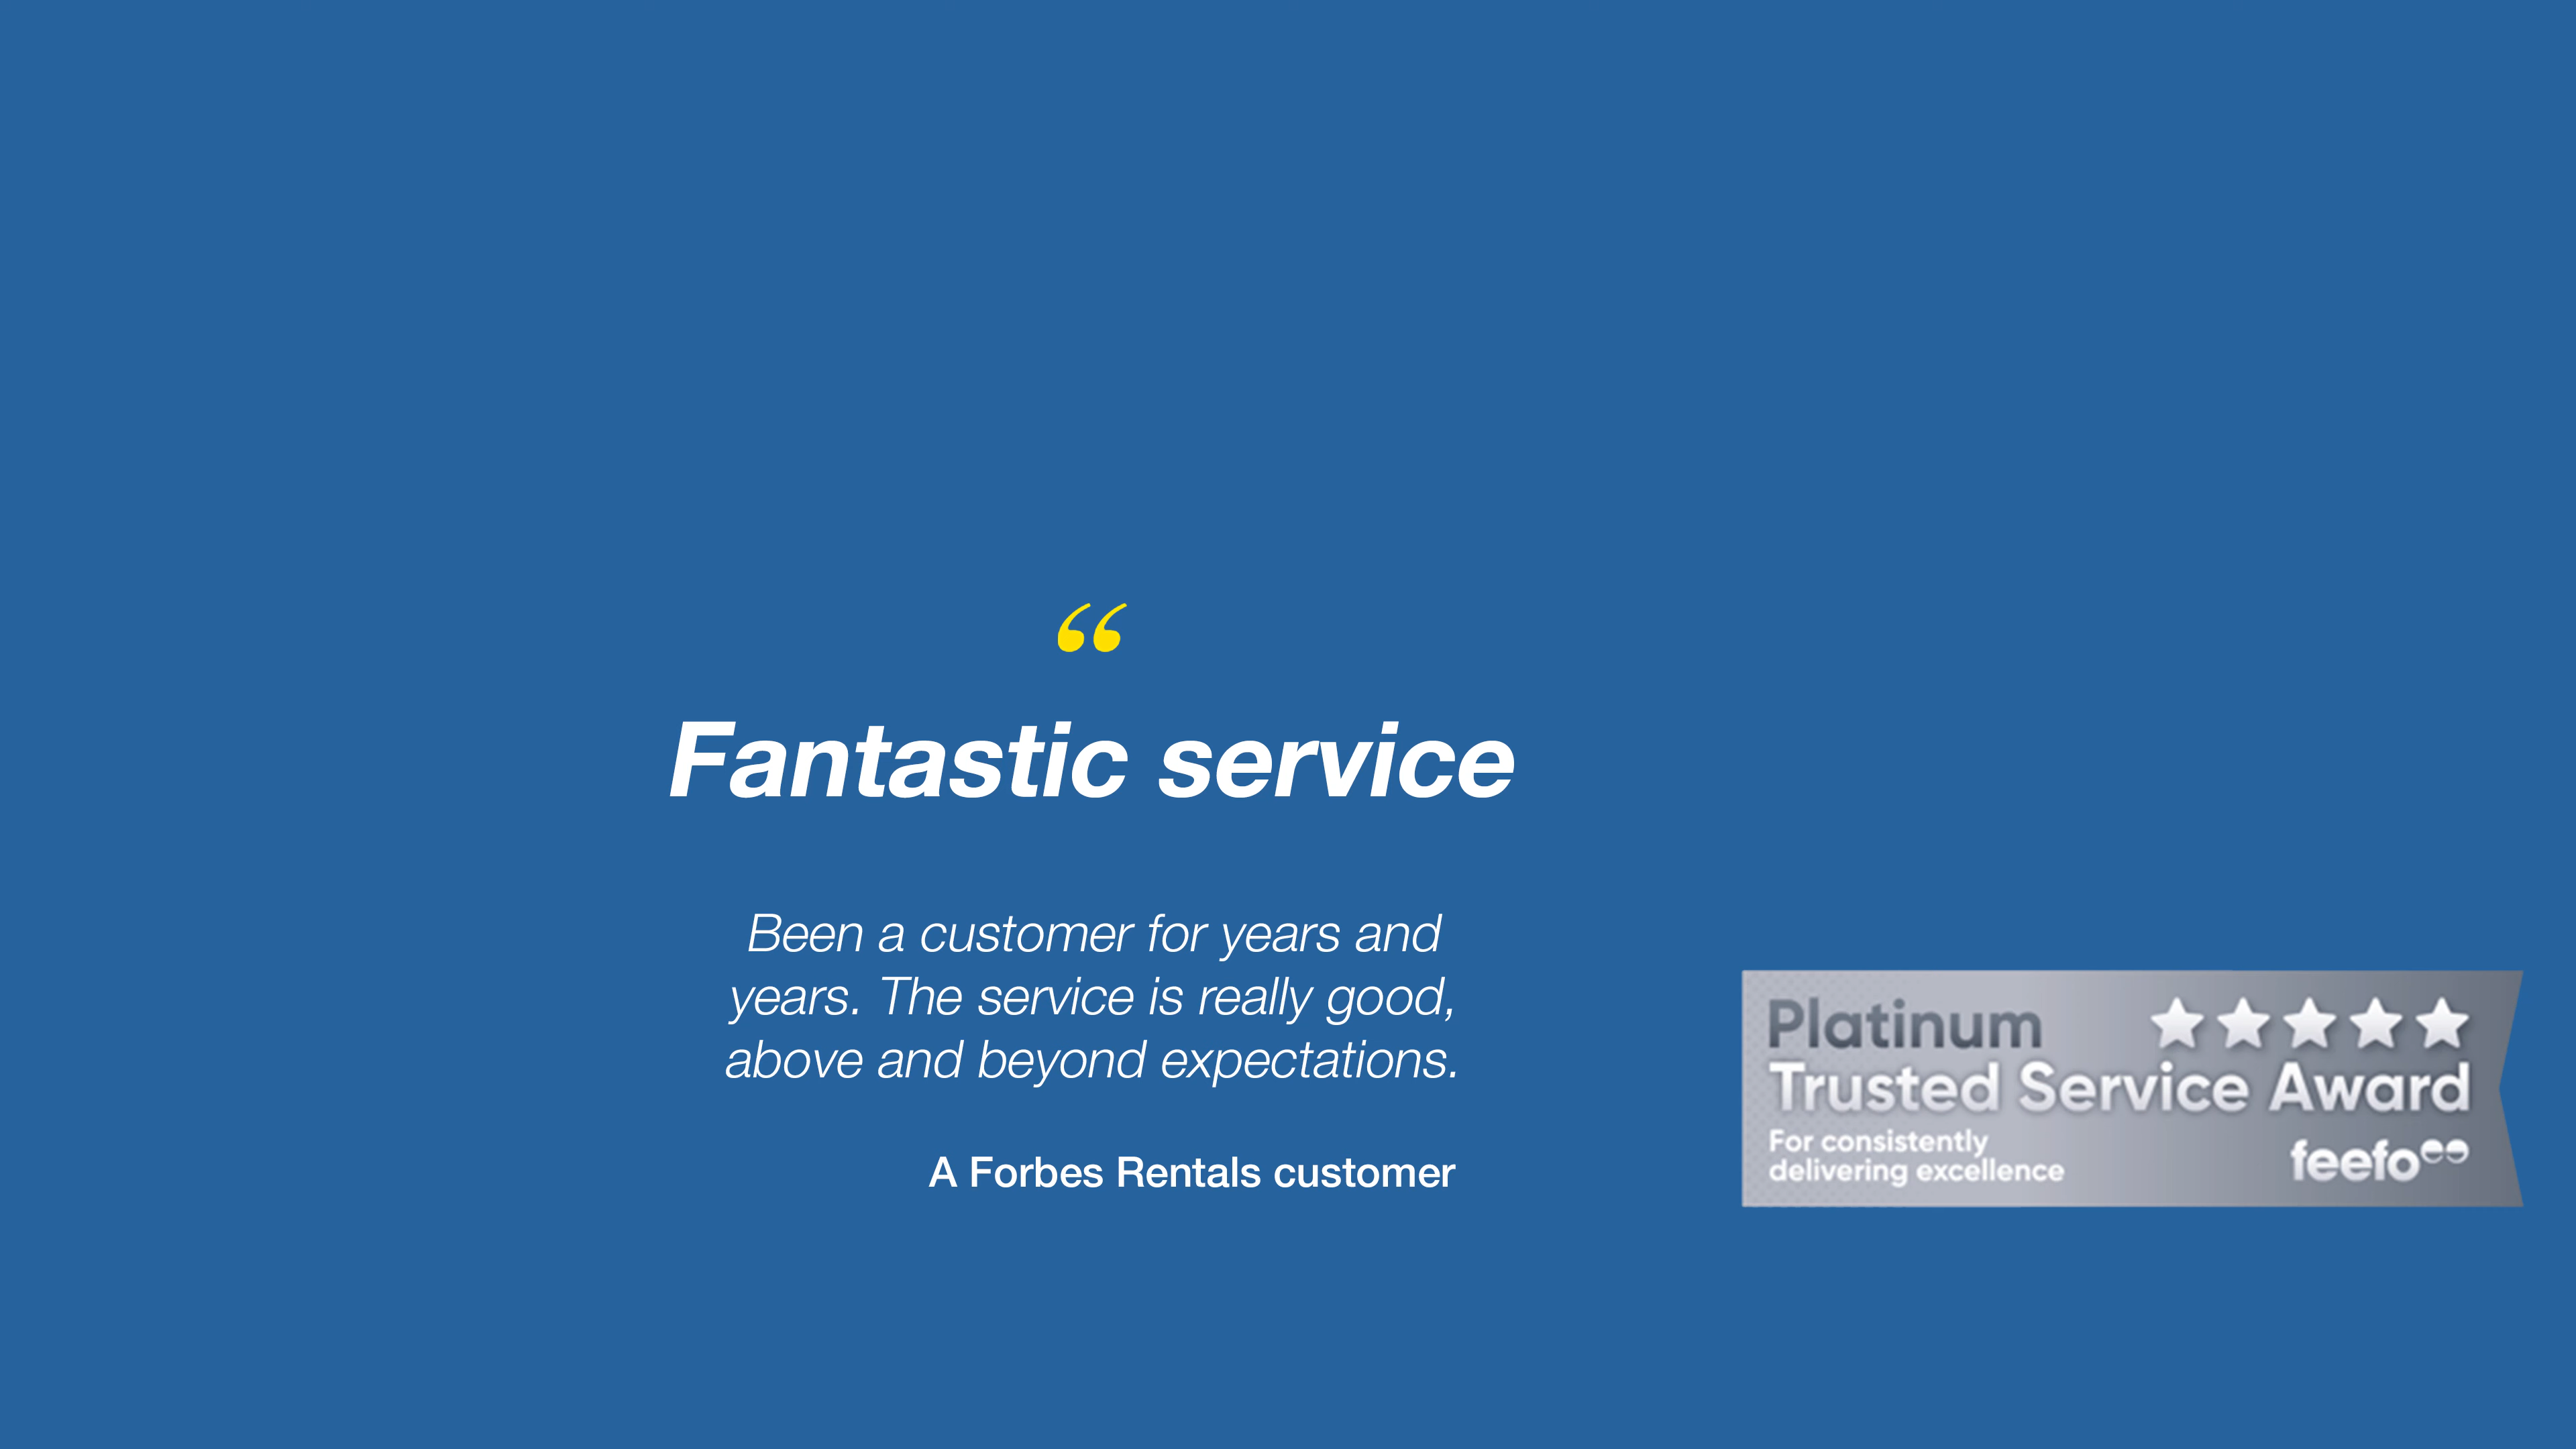 “
Fantastic service
Been a customer for years and
years. The service is really good,
above and beyond expectations.
A Forbes Rentals customer
Platinum
Trusted Service Award
For consistently
delivering excellence
feefo